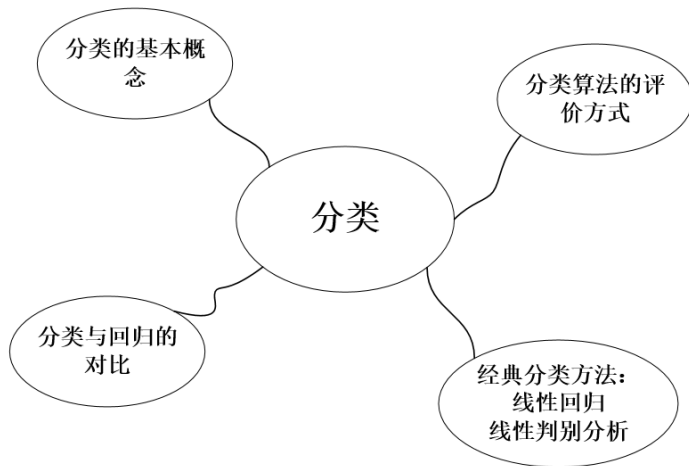 分类的基本概
念
分类算法的评
价方式
分类
分类与回归的
对比
经典分类方法：
线性回归
线性判别分析